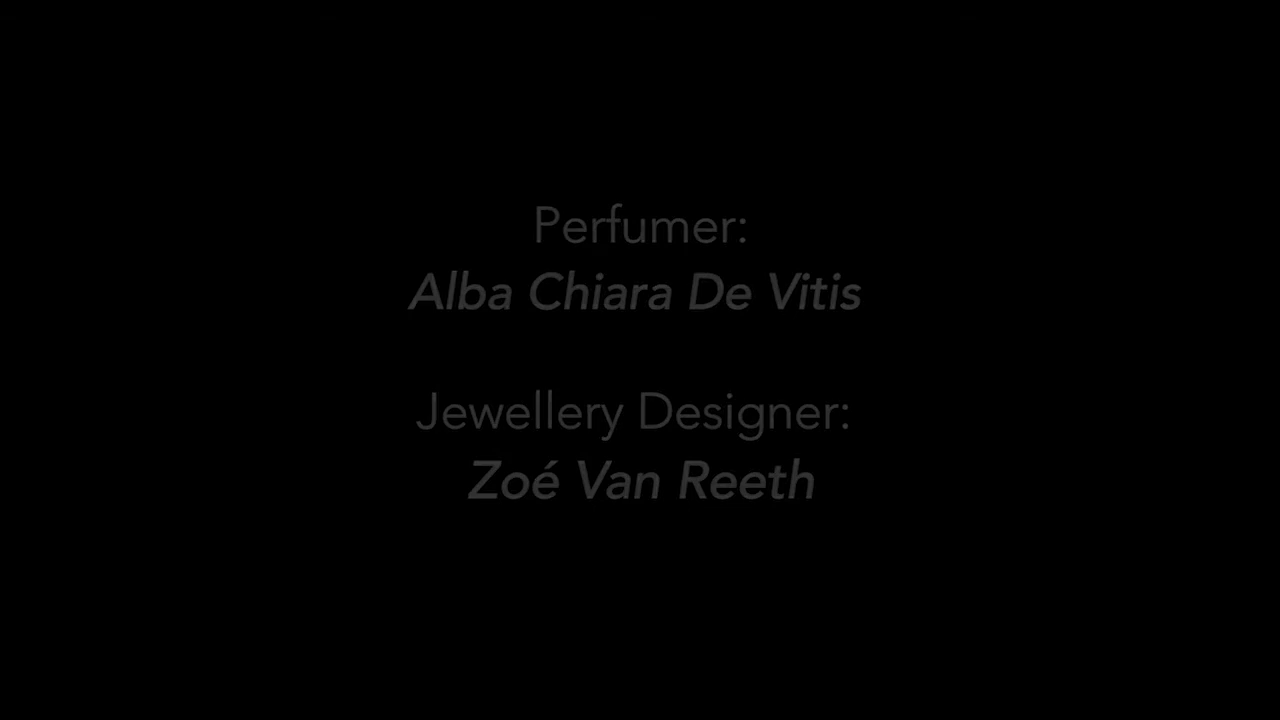 Perfumer:
Alba Chiara De Vitis
Jewellery Designer:
Zoé Van Reeth